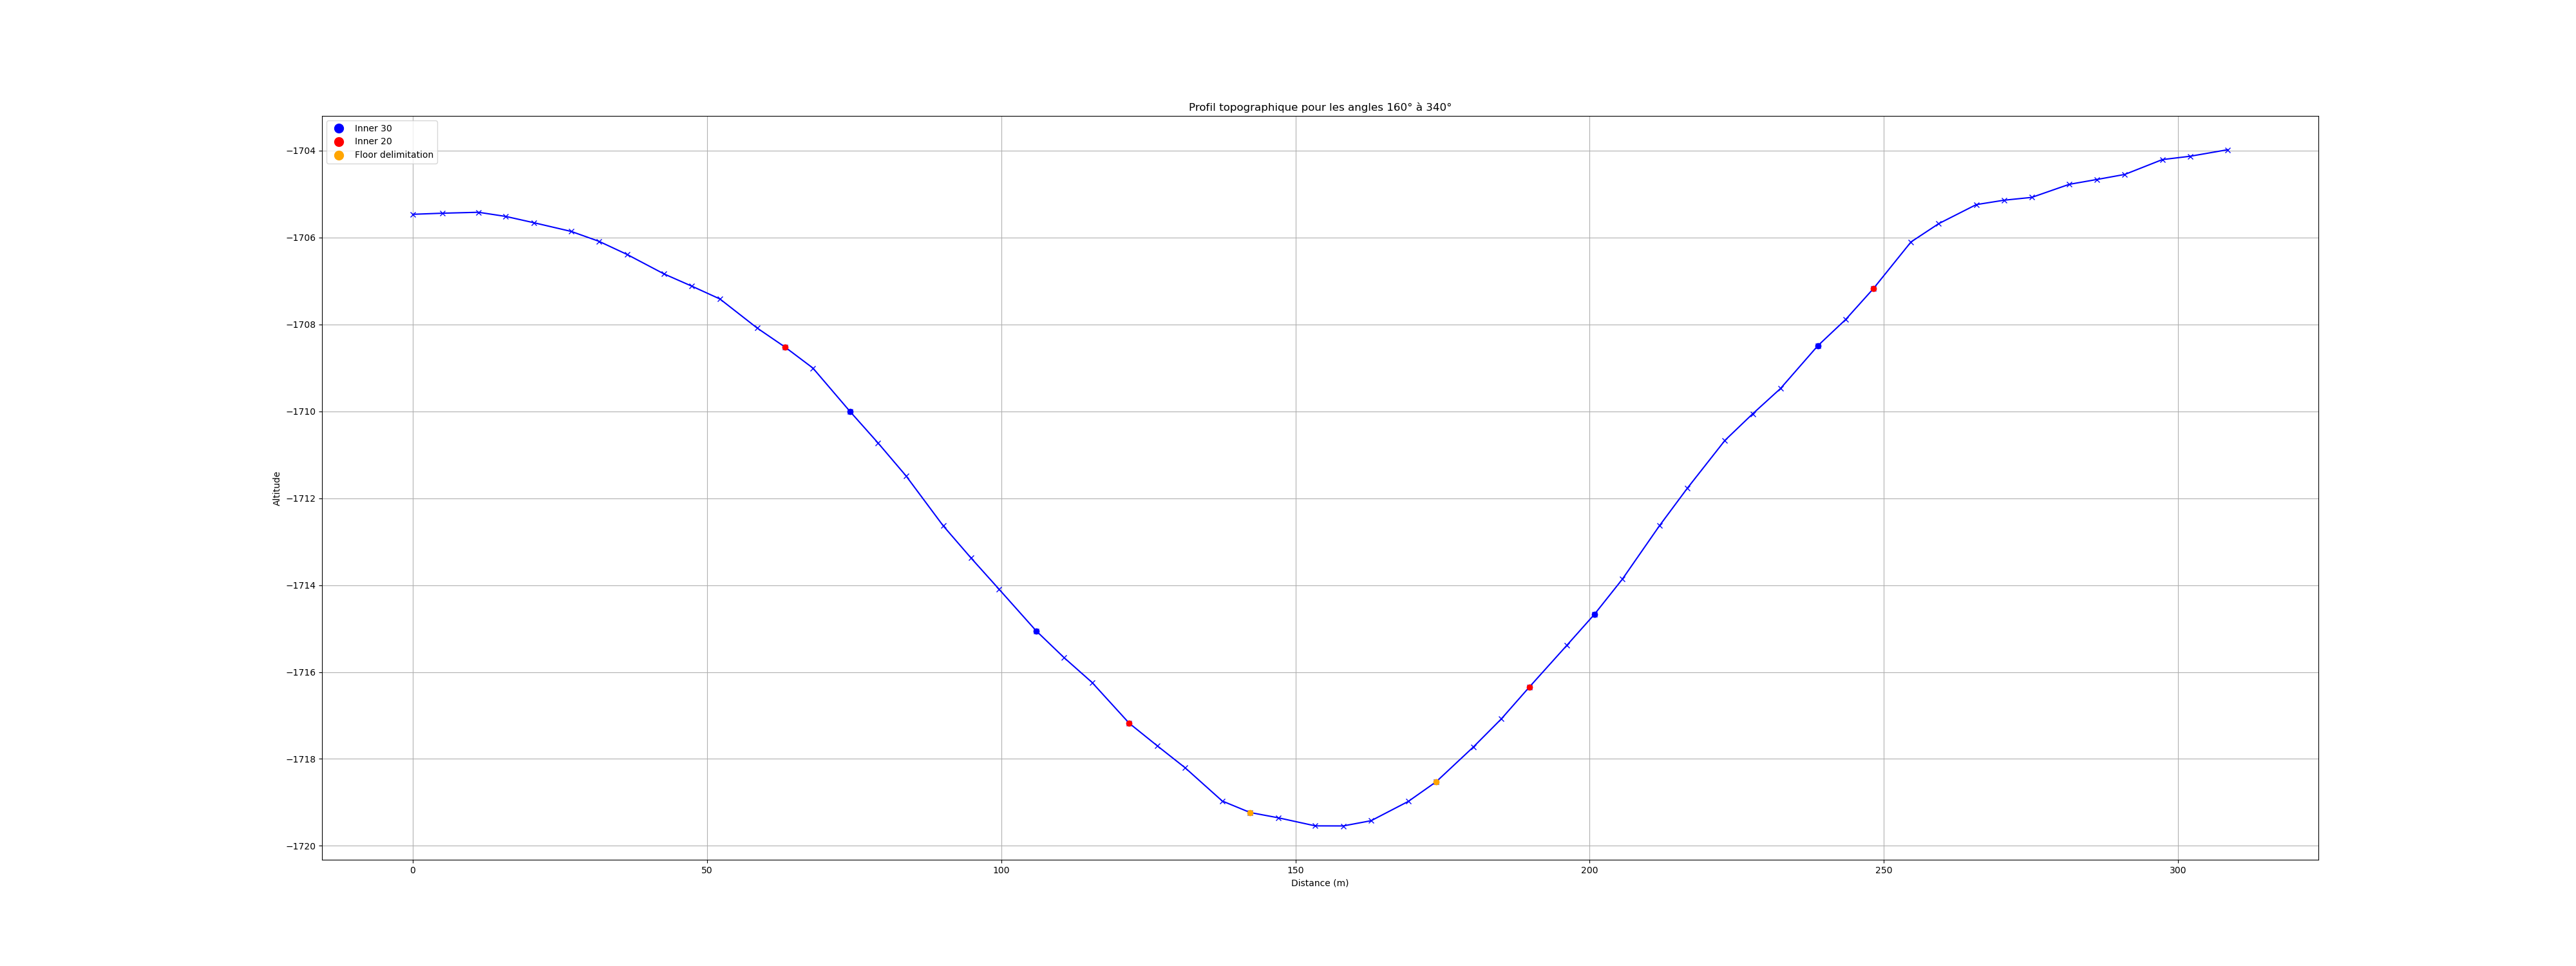 Profil topographique pour les angles 160° à 340°
Inner 30
Inner 20
Floor delimitation
−1704
−1706
−1708
−1710
−1712
−1714
−1716
−1718
−1720
Altitude
0 50 100 150 200 250 300
Distance (m)